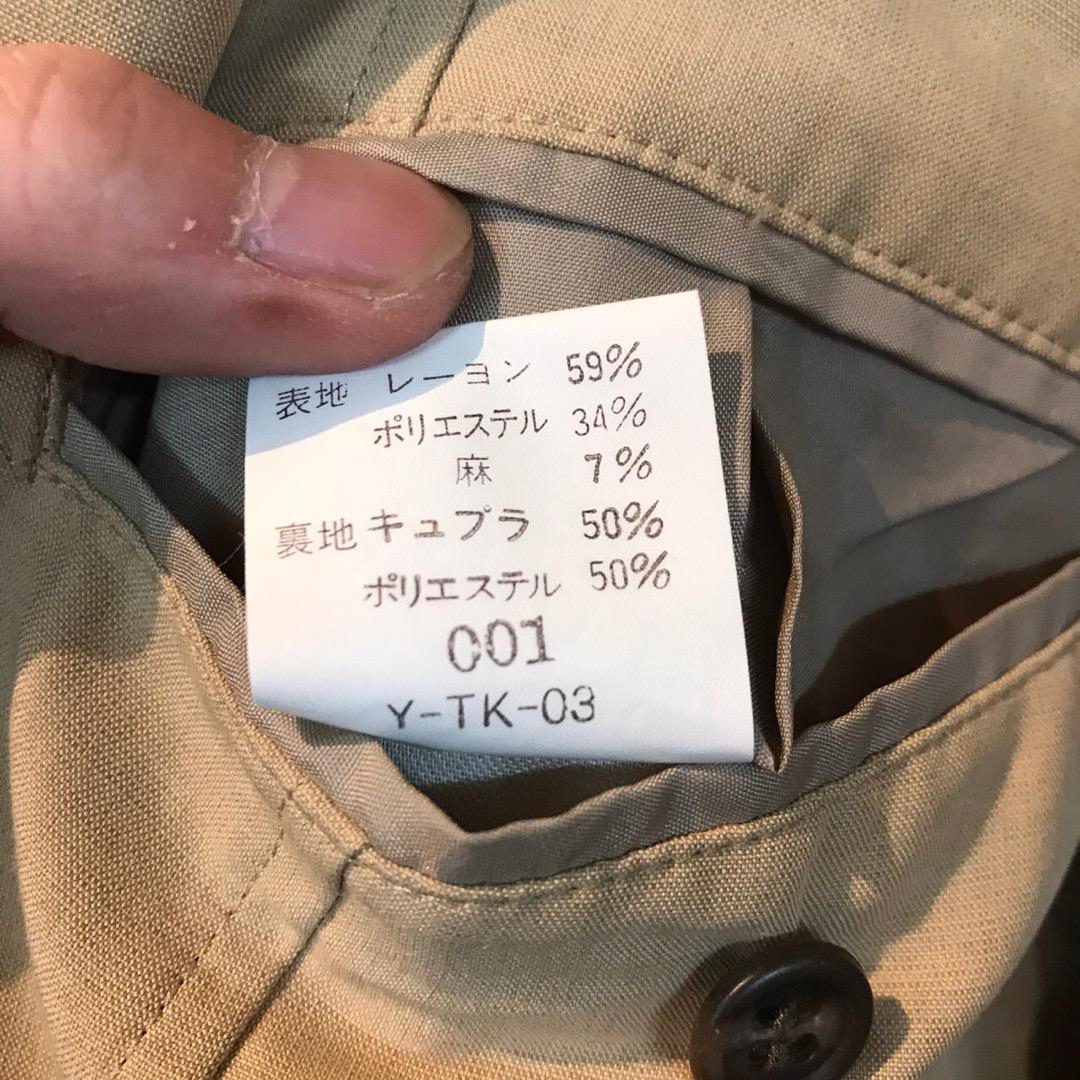 表地 レーヨン 59%
ポリエステル 34%
麻 7%
裏地 キュプラ 50%
ポリエステル 50%
001
Y-TK-03